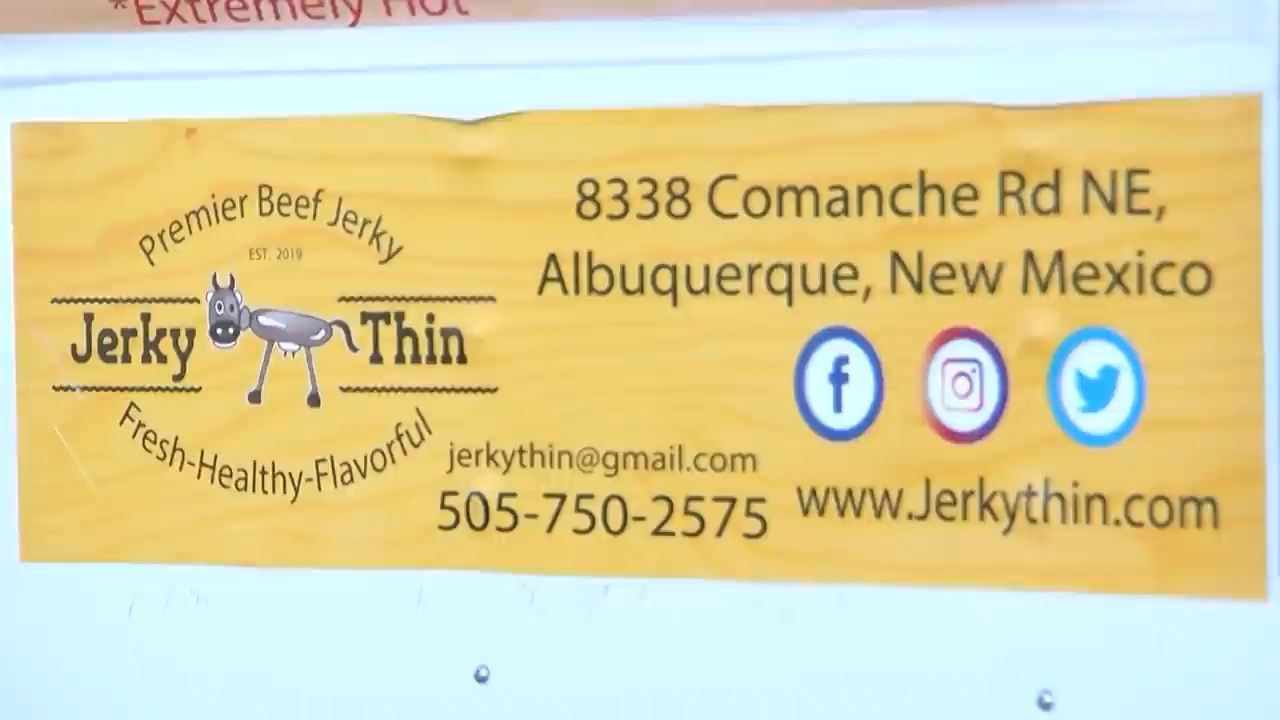 *Extremely Hot
Premier Beef Jerky
EST. 2019
Jerky Thin
Fresh-Healthy-Flavorful
8338 Comanche Rd NE,
Albuquerque, New Mexico
jerkythin@gmail.com
505-750-2575
www.Jerkythin.com